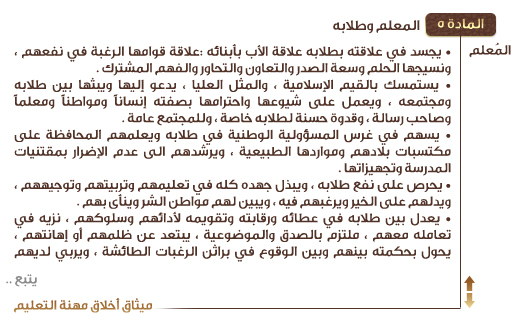 المادة ٥
المعلم وطلابه
المُعلم
• يجسد في علاقته بطلابه علاقة الأب بأبنائه :علاقة قوامها الرغبة في نفعهم ،
ونسيجها الحلم وسعة الصدر والتعاون والتحاور والفهم المشترك .
• يستمسك بالقيم الإسلامية ، والمثل العليا ، يدعو إليها ويبثها بين طلابه
ومجتمعه ، ويعمل على شيوعها واحترامها بصفته إنساناً ومواطناً ومعلماً
وصاحب رسالة ، وقدوة حسنة لطلابه خاصة ، وللمجتمع عامة .
• يسهم في غرس المسؤولية الوطنية في طلابه ويعلمهم المحافظة على
مكتسبات بلادهم ومواردها الطبيعية ، ويرشدهم الى عدم الإضرار بمقتنيات
المدرسة وتجهيزاتها .
• يحرص على نفع طلابه ، ويبذل جهده كله في تعليمهم وتربيتهم وتوجيههم ،
ويدلهم على الخير ويرغبهم فيه ، ويبين لهم مواطن الشر وينأى بهم .
• يعدل بين طلابه في عطائه ورقابته وتقويمه لأدائهم وسلوكهم ، نزيه في
تعامله معهم ، ملتزم بالصدق والموضوعية ، يبتعد عن ظلمهم أو إهانتهم ،
يحول بحكمته بينهم وبين الوقوع في براثن الرغبات الطائشة ، ويربي لديهم
يتبع ..
ميثاق أخلاق مهنة التعليم